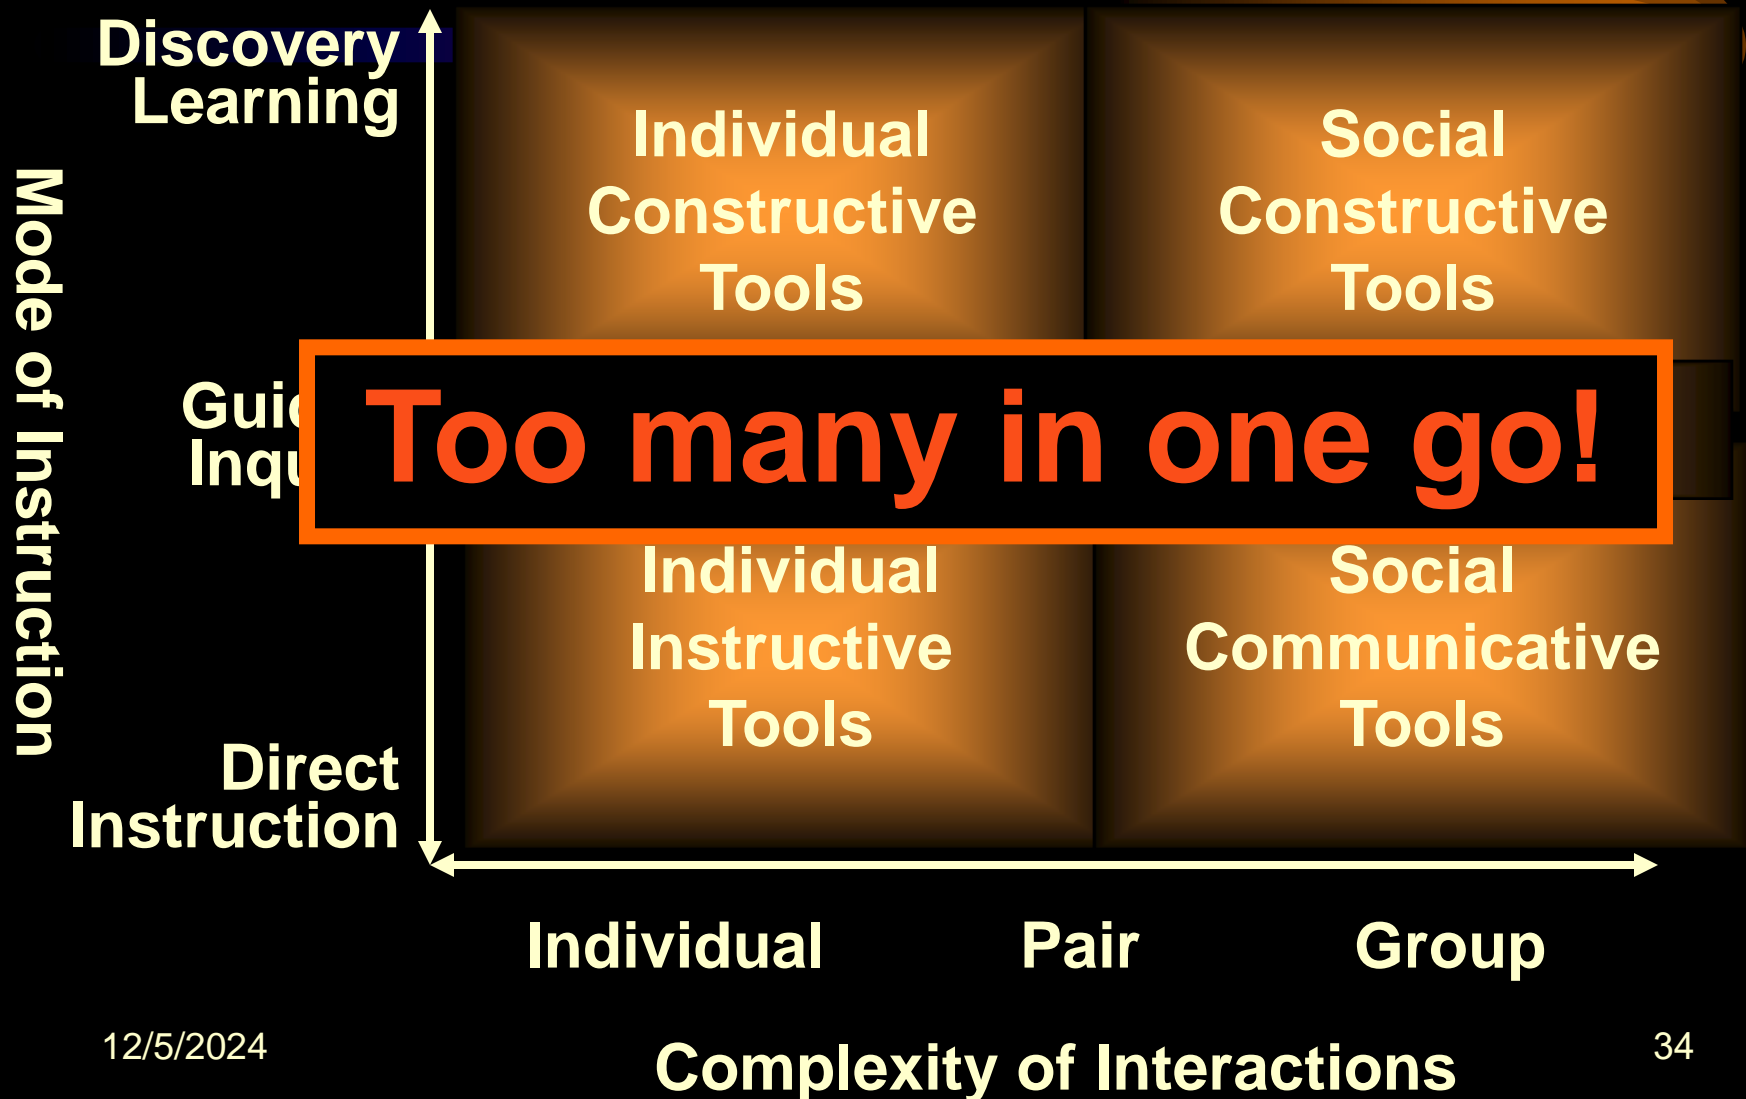 Discovery
Learning
Mode of Instruction
Individual
Constructive
Tools
Social
Constructive
Tools
Too many in one go!
Individual
Instructive
Tools
Social
Communicative
Tools
Direct
Instruction
Individual Pair Group
12/5/2024
Complexity of Interactions
34